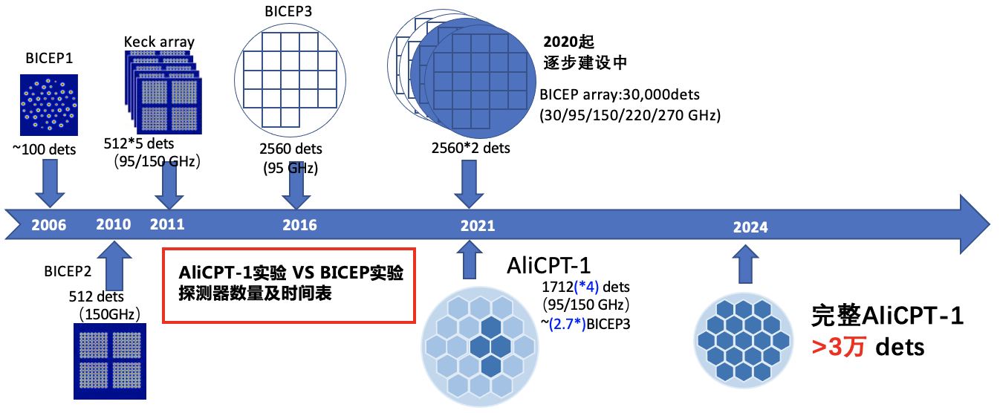 BICEP1
~100 dets
Keck array
512*5 dets
（95/150 GHz）
BICEP3
2560 dets
(95 GHz)
2560*2 dets
2020起
逐步建设中
BICEP array:30,000dets
(30/95/150/220/270 GHz)
2006
2010
2011
2016
2021
2024
BICEP2
512 dets
（150GHz）
AliCPT-1实验 VS BICEP实验
探测器数量及时间表
AliCPT-1
1712(*4) dets
（95/150 GHz）
~(2.7*)BICEP3
完整AliCPT-1
>3万 dets